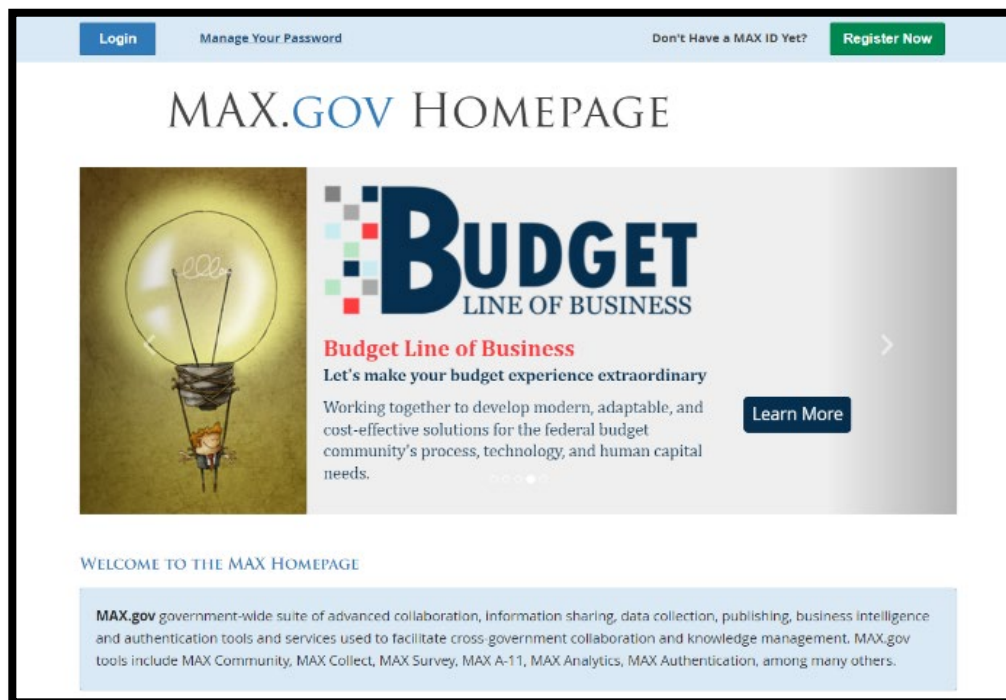 Login Manage Your Password Don't Have a MAX ID Yet? Register Now
MAX.GOV HOMEPAGE
BUDGET
LINE OF BUSINESS
Budget Line of Business
Let's make your budget experience extraordinary
Working together to develop modern, adaptable, and
cost-effective solutions for the federal budget
community's process, technology, and human capital
needs.
Learn More
WELCOME TO THE MAX HOMEPAGE
MAX.gov government-wide suite of advanced collaboration, information sharing, data collection, publishing, business intelligence
and authentication tools and services used to facilitate cross-government collaboration and knowledge management. MAX.gov
tools include MAX Community, MAX Collect, MAX Survey, MAX A-11, MAX Analytics, MAX Authentication, among many others.